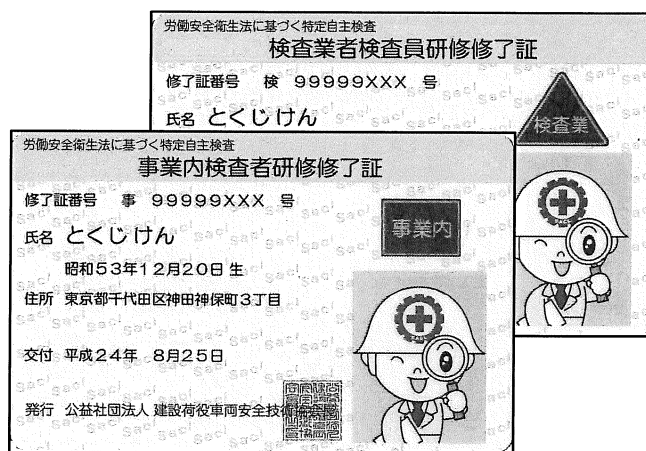 労働安全衛生法に基づく特定自主検査
検査業者検査員研修修了証
修了証番号 検 99999XXX 号
氏名 とくじけん
検査業
労働安全衛生法に基づく特定自主検査
事業内検査者研修修了証
修了証番号 事 99999XXX 号
事業内
氏名 とくじけん
昭和53年12月20日生
住所 東京都千代田区神田神保町3丁目
交付 平成24年 8月25日
発行 公益社団法人 建設荷役車両安全技術協会